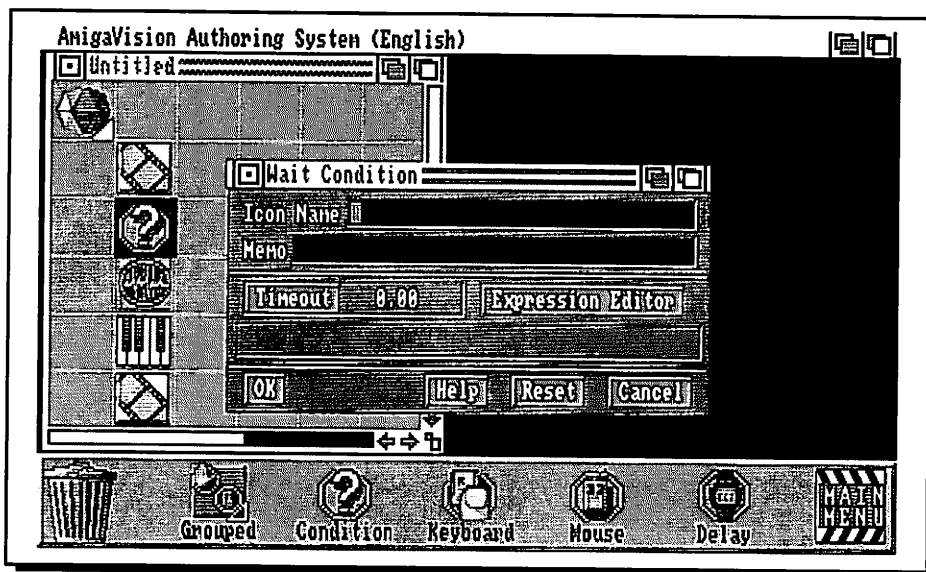 AmigaVision Authoring System (English)
Untitled
Wait Condition
Icon Name
Memo
Timeout 0.00 Expression Editor
OK Help Reset Cancel
Grouped Condition Keyboard Mouse Delay
MAIN MENU